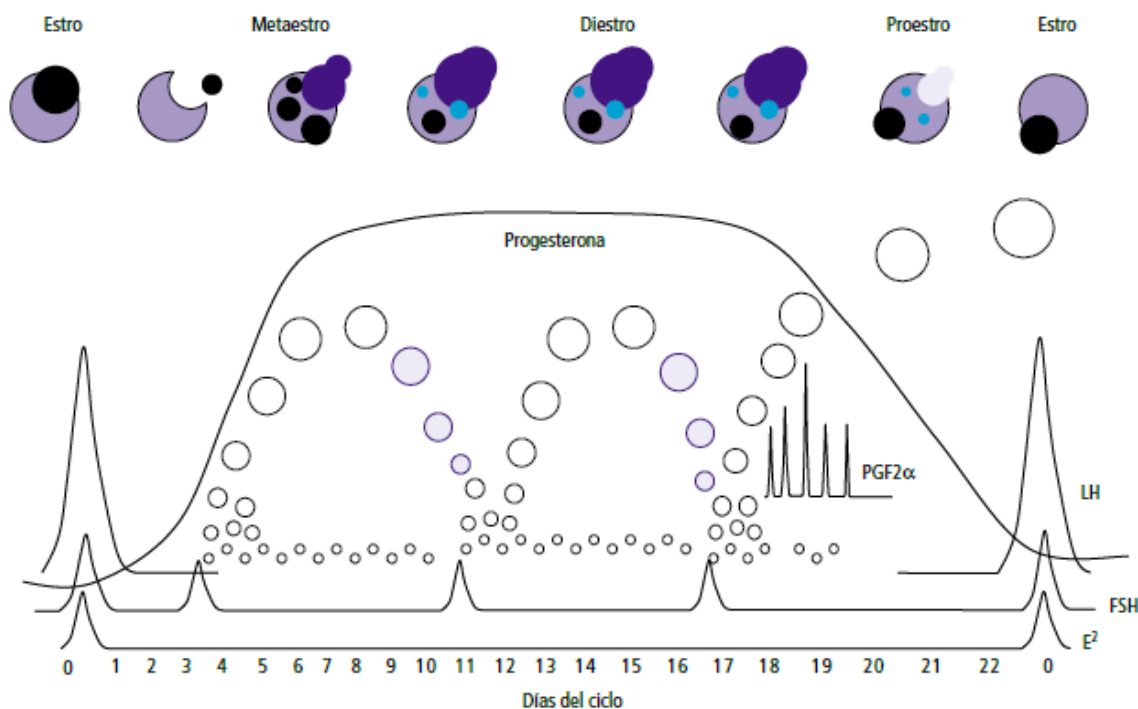 Estro Metaestro Diestro Proestro Estro
Progesterona
PGF2α
LH
FSH
E²
0 1 2 3 4 5 6 7 8 9 10 11 12 13 14 15 16 17 18 19 20 21 22 0
Días del ciclo